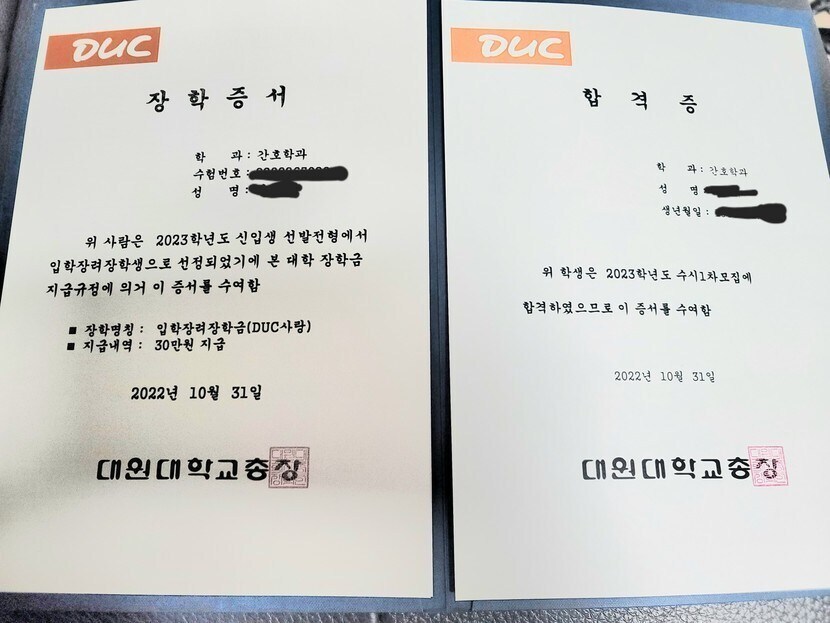 DUC
장 학 증 서
학 과 : 간호학과
수험번호 :
성 명 :
위 사람은 2023학년도 신입생 선발전형에서
입학장려장학생으로 선정되었기에 본 대학 장학금
지급규정에 의거 이 증서를 수여함
■ 장학명칭 : 입학장려장학금(DUC사랑)
■ 지급내역 : 30만원 지급
2022년 10월 31일
대원대학교총장
DUC
합 격 증
학 과 : 간호학과
성 명 :
생년월일 :
위 학생은 2023학년도 수시1차모집에
합격하였으므로 이 증서를 수여함
2022년 10월 31일
대원대학교총장